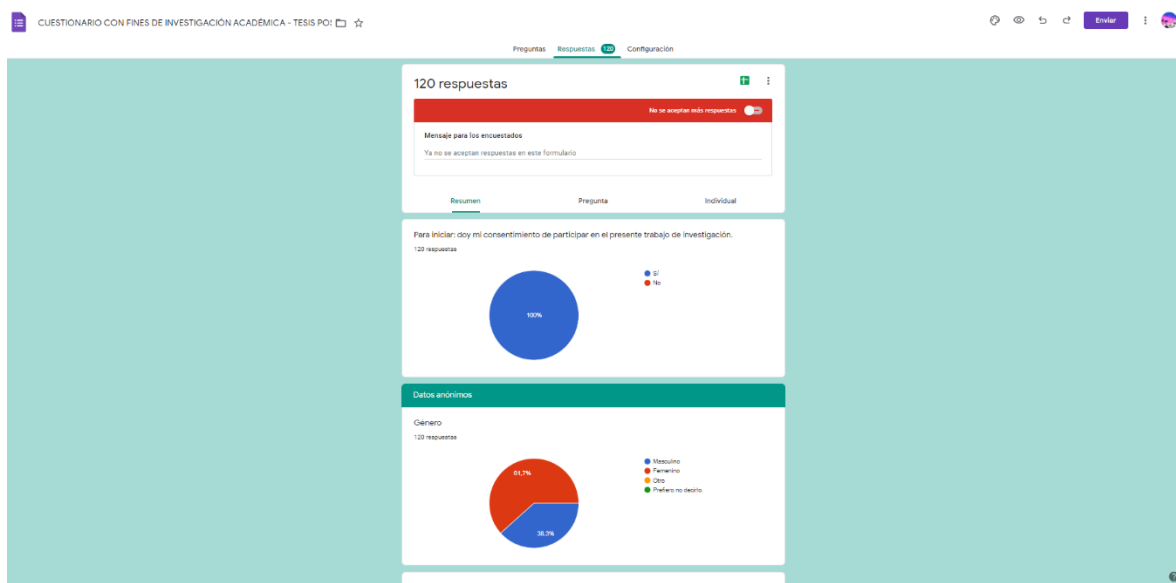 CUESTIONARIO CON FINES DE INVESTIGACIÓN ACADÉMICA - TESIS PO
Enviar
Preguntas Respuestas 120 Configuración
120 respuestas
No se aceptan más respuestas
Mensaje para los encuestados
Ya no se aceptan respuestas en este formulario
Resumen Pregunta Individual
Para iniciar: doy mi consentimiento de participar en el presente trabajo de investigación.
120 respuestas
Sí
No
100%
Datos anónimos
Género
120 respuestas
Masculino
Femenino
Otro
Prefiero no decirlo
61,7%
38,3%